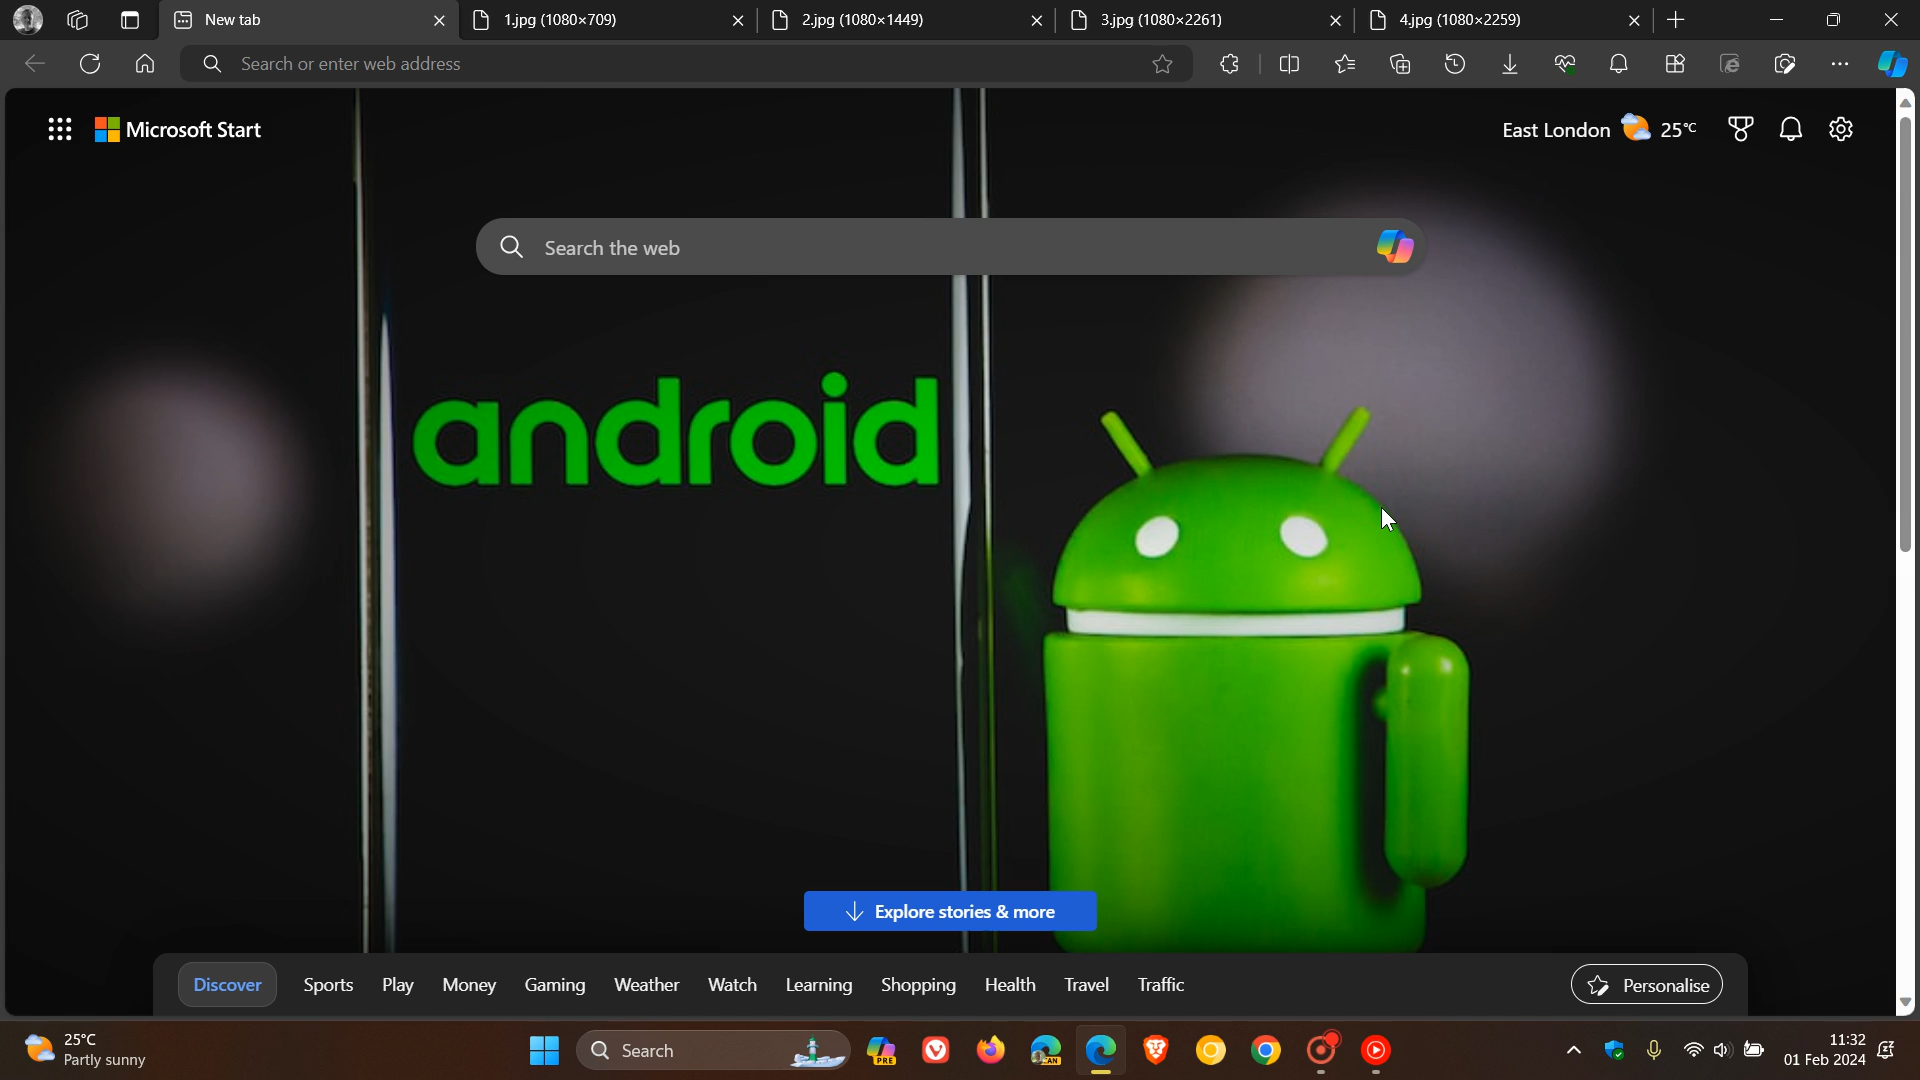 New tab
1.jpg (1080×709)
2.jpg (1080×1449)
3.jpg (1080×2261)
4.jpg (1080×2259)
Search or enter web address
Microsoft Start
East London 25°C
Search the web
android
Explore stories & more
Discover Sports Play Money Gaming Weather Watch Learning Shopping Health Travel Traffic
Personalise
25°C
Partly sunny
Search
PRE
CAN
11:32
01 Feb 2024